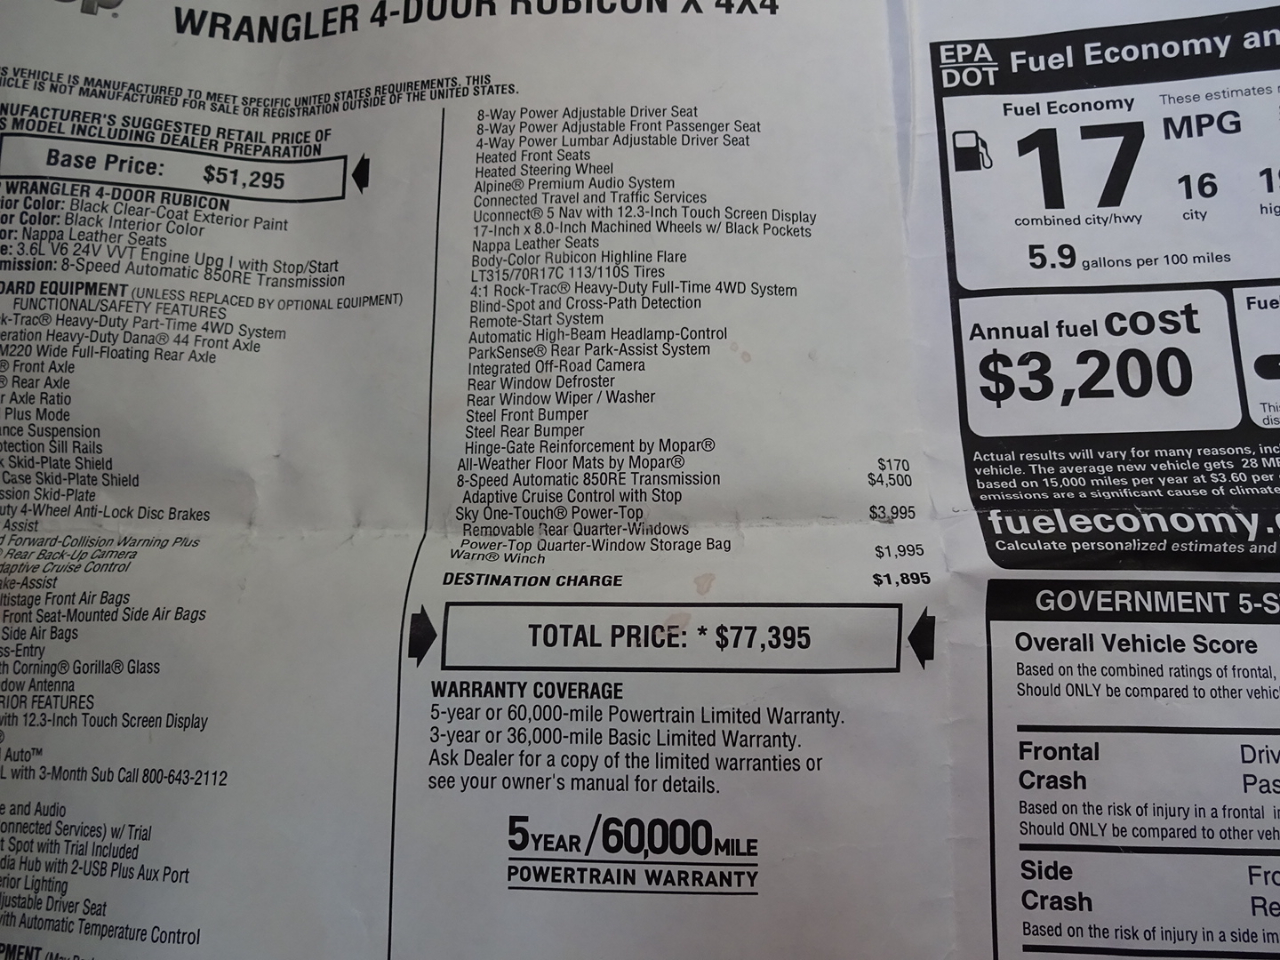 WRANGLER 4-DOOR RUBICON X 4X4
VEHICLE IS MANUFACTURED TO MEET SPECIFIC UNITED STATES REQUIREMENTS. THIS
IS NOT MANUFACTURED FOR SALE OR REGISTRATION OUTSIDE OF THE UNITED STATES.
SUGGESTED RETAIL PRICE OF
MODEL INCLUDING DEALER PREPARATION
Base Price: $51,295
WRANGLER 4-DOOR RUBICON
Color: Black Clear-Coat Exterior Paint
Color: Black Interior Color
Nappa Leather Seats
3.6L V6 24V VVT Engine Upg I with Stop/Start
8-Speed Automatic 850RE Transmission
EQUIPMENT (UNLESS REPLACED BY OPTIONAL EQUIPMENT)
FUNCTIONAL/SAFETY FEATURES
k-Trac® Heavy-Duty Part-Time 4WD System
eration Heavy-Duty Dana® 44 Front Axle
M220 Wide Full-Floating Rear Axle
® Front Axle
® Rear Axle
r Axle Ratio
Plus Mode
nce Suspension
otection Sill Rails
k Skid-Plate Shield
Case Skid-Plate Shield
ssion Skid-Plate
uty 4-Wheel Anti-Lock Disc Brakes
Assist
d Forward-Collision Warning Plus
® Rear Back-Up Camera
daptive Cruise Control
ake-Assist
ltistage Front Air Bags
Front Seat-Mounted Side Air Bags
Side Air Bags
ss-Entry
th Corning® Gorilla® Glass
dow Antenna
RIOR FEATURES
with 12.3-Inch Touch Screen Display
®
Auto™
L with 3-Month Sub Call 800-643-2112
e and Audio
onnected Services) w/ Trial
t Spot with Trial Included
dia Hub with 2-USB Plus Aux Port
erior Lighting
djustable Driver Seat
with Automatic Temperature Control
8-Way Power Adjustable Driver Seat
8-Way Power Adjustable Front Passenger Seat
4-Way Power Lumbar Adjustable Driver Seat
Heated Front Seats
Heated Steering Wheel
Alpine® Premium Audio System
Connected Travel and Traffic Services
Uconnect® 5 Nav with 12.3-Inch Touch Screen Display
17-Inch x 8.0-Inch Machined Wheels w/ Black Pockets
Nappa Leather Seats
Body-Color Rubicon Highline Flare
LT315/70R17C 113/110S Tires
4:1 Rock-Trac® Heavy-Duty Full-Time 4WD System
Blind-Spot and Cross-Path Detection
Remote-Start System
Automatic High-Beam Headlamp-Control
ParkSense® Rear Park-Assist System
Integrated Off-Road Camera
Rear Window Defroster
Rear Window Wiper / Washer
Steel Front Bumper
Steel Rear Bumper
Hinge-Gate Reinforcement by Mopar®
All-Weather Floor Mats by Mopar® $170
8-Speed Automatic 850RE Transmission $4,500
Adaptive Cruise Control with Stop
Sky One-Touch® Power-Top $3,995
Removable Rear Quarter-Windows
Power-Top Quarter-Window Storage Bag
Warn® Winch $1,995
DESTINATION CHARGE $1,895
TOTAL PRICE: * $77,395
WARRANTY COVERAGE
5-year or 60,000-mile Powertrain Limited Warranty.
3-year or 36,000-mile Basic Limited Warranty.
Ask Dealer for a copy of the limited warranties or
see your owner's manual for details.
5 YEAR/60,000 MILE
POWERTRAIN WARRANTY
EPA
DOT
Fuel Economy an
Fuel Economy
These estimates
17 MPG
combined city/hwy
16
city
5.9 gallons per 100 miles
Annual fuel cost
$3,200
Fue
Thi
dis
Actual results will vary for many reasons, inc
vehicle. The average new vehicle gets 28 M
based on 15,000 miles per year at $3.60 per
emissions are a significant cause of climate
fueleconomy.
Calculate personalized estimates and
GOVERNMENT 5-S
Overall Vehicle Score
Based on the combined ratings of frontal,
Should ONLY be compared to other vehic
Frontal Driv
Crash Pas
Based on the risk of injury in a frontal
Should ONLY be compared to other veh
Side Fro
Crash Re
Based on the risk of injury in a side im